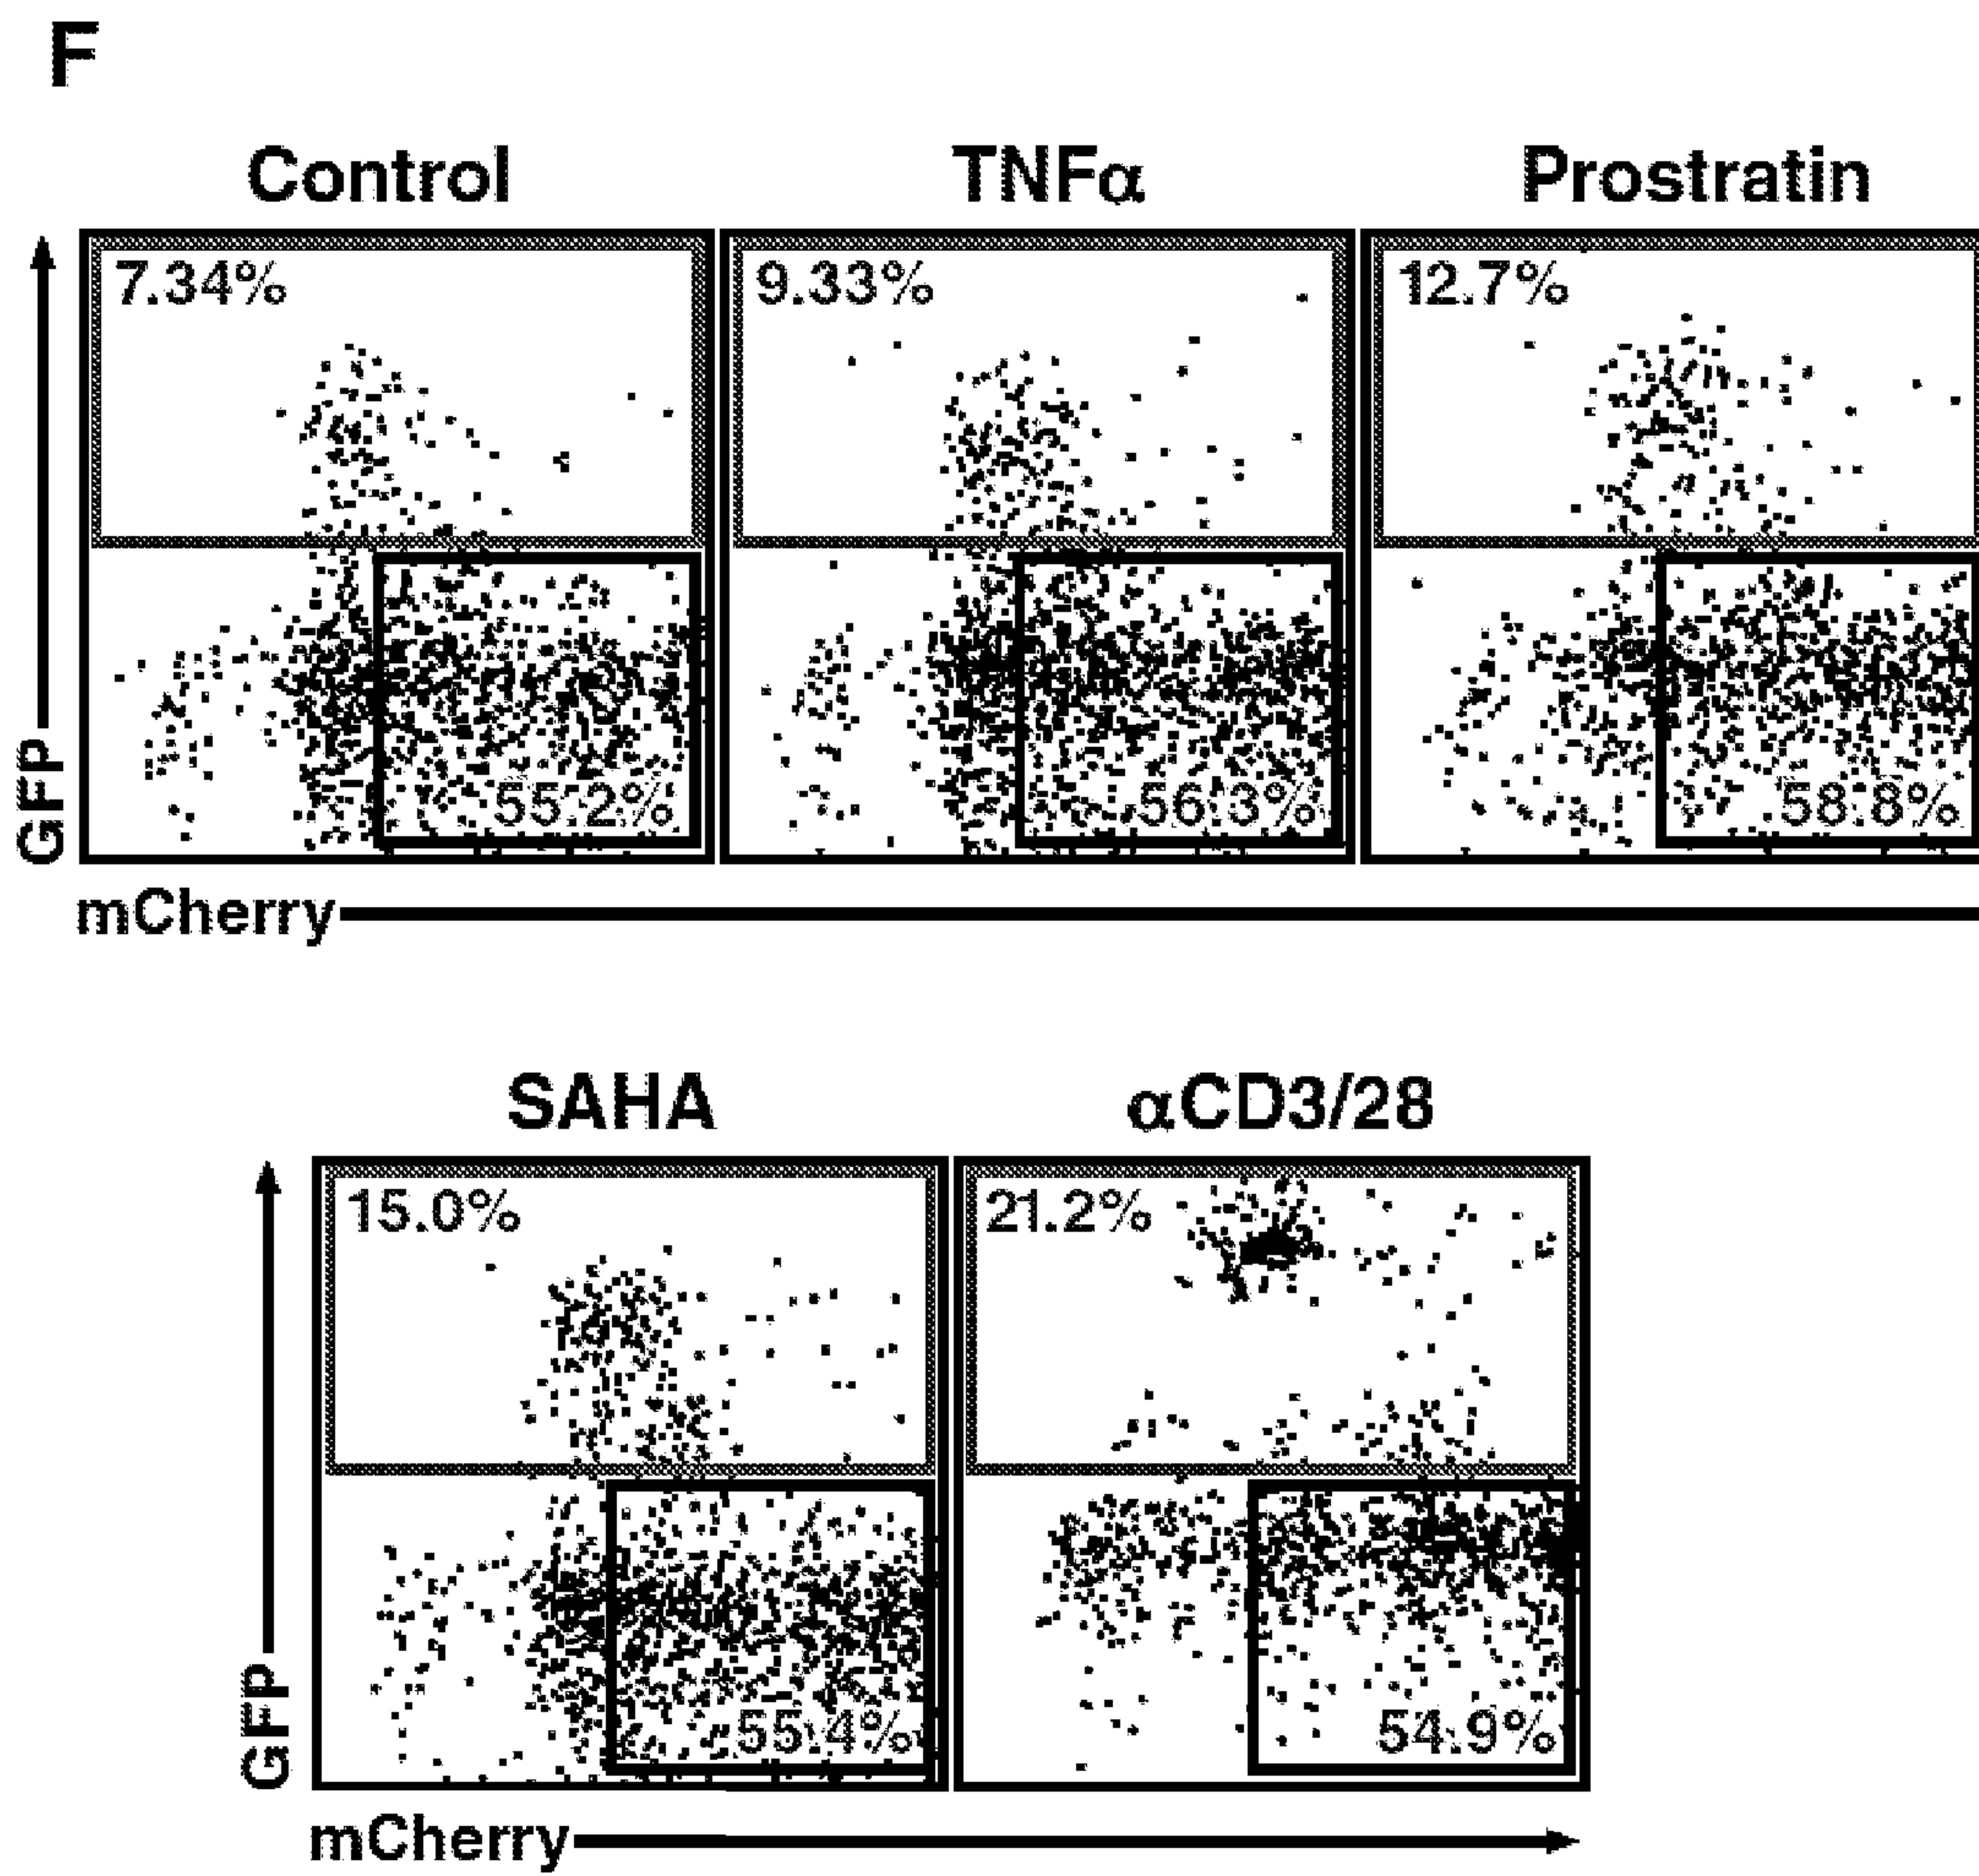 F
Control TNFα Prostratin
7.34% 9.33% 12.7%
55.2% 56.3% 58.8%
GFP
mCherry
SAHA αCD3/28
15.0% 21.2%
55.4% 54.9%
GFP
mCherry